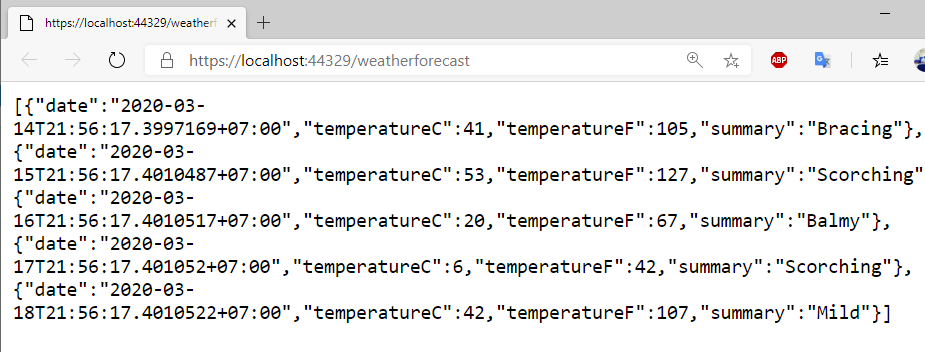 https://localhost:44329/weatherf
https://localhost:44329/weatherforecast
ABP
[{"date":"2020-03-
14T21:56:17.3997169+07:00","temperatureC":41,"temperatureF":105,"summary":"Bracing"},
{"date":"2020-03-
15T21:56:17.4010487+07:00","temperatureC":53,"temperatureF":127,"summary":"Scorching"
{"date":"2020-03-
16T21:56:17.4010517+07:00","temperatureC":20,"temperatureF":67,"summary":"Balmy"},
{"date":"2020-03-
17T21:56:17.401052+07:00","temperatureC":6,"temperatureF":42,"summary":"Scorching"},
{"date":"2020-03-
18T21:56:17.4010522+07:00","temperatureC":42,"temperatureF":107,"summary":"Mild"}]